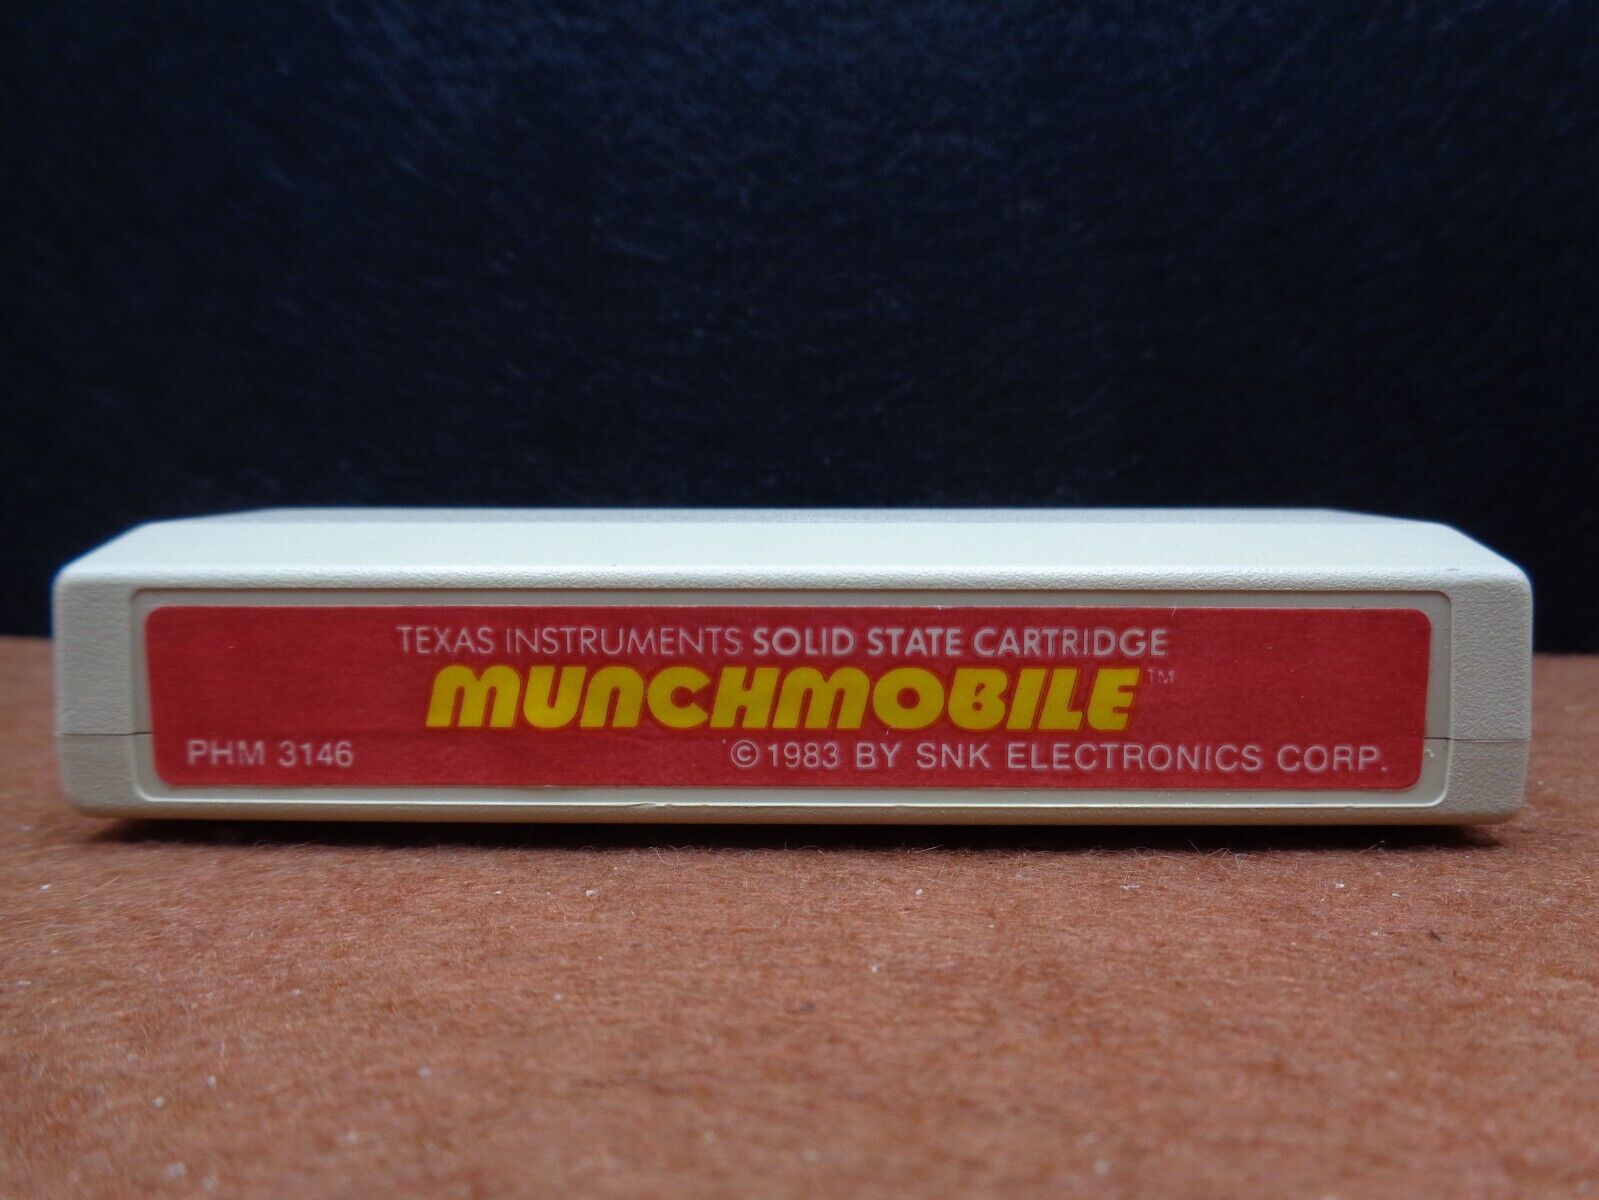 TEXAS INSTRUMENTS SOLID STATE CARTRIDGE
MUNCHMOBILE™
PHM 3146 ©1983 BY SNK ELECTRONICS CORP.